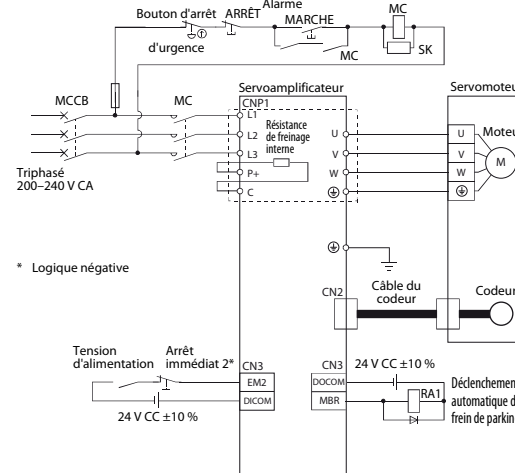 Alarme
MC
Bouton d'arrêt
d'urgence
ARRÊT
MARCHE
MC
SK
MCCB
MC
Servoamplificateur
CNP1
L1
L2
L3
P+
C
Résistance
de freinage
interne
U
V
W
Servomoteu
U
V
W
Moteu
M
Triphasé
200–240 V CA
* Logique négative
CN2
Câble du
codeur
Codeur
Tension
d'alimentation
Arrêt
immédiat 2*
CN3
EM2
DICOM
24 V CC ±10 %
CN3
DOCOM
MBR
24 V CC ±10 %
RA1
Déclenchemen
automatique d
frein de parkin